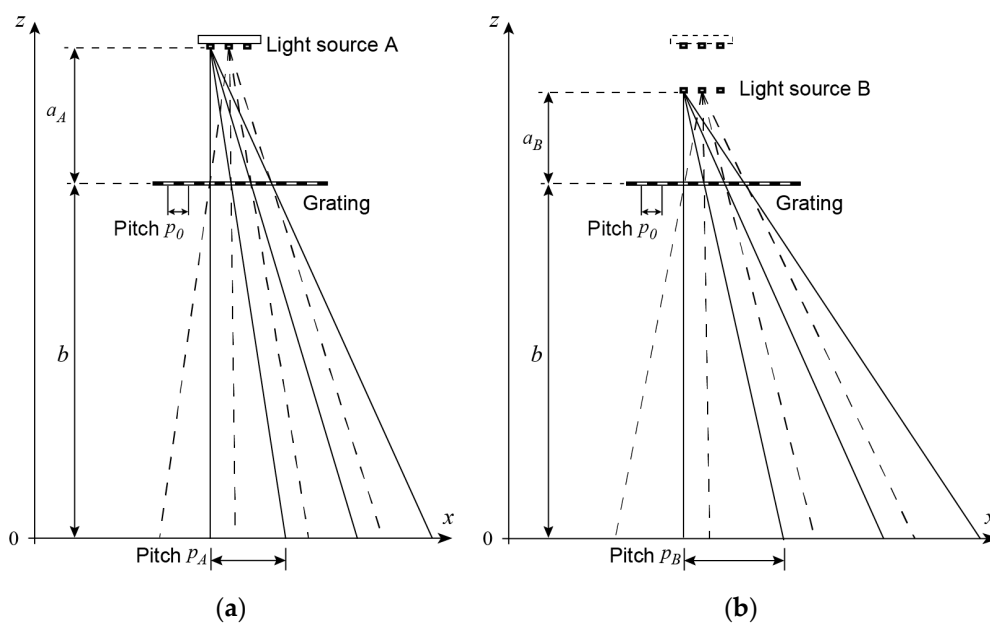 z
Light source A
a_A
Grating
Pitch p_0
b
0
x
Pitch p_A
(a)
z
Light source B
a_B
Grating
Pitch p_0
b
0
x
Pitch p_B
(b)